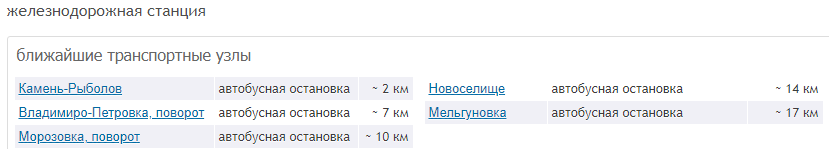 железнодорожная станция
ближайшие транспортные узлы
Камень-Рыболов автобусная остановка ~ 2 км Новоселище автобусная остановка ~ 14 км
Владимиро-Петровка, поворот автобусная остановка ~ 7 км Мельгуновка автобусная остановка ~ 17 км
Морозовка, поворот автобусная остановка ~ 10 км